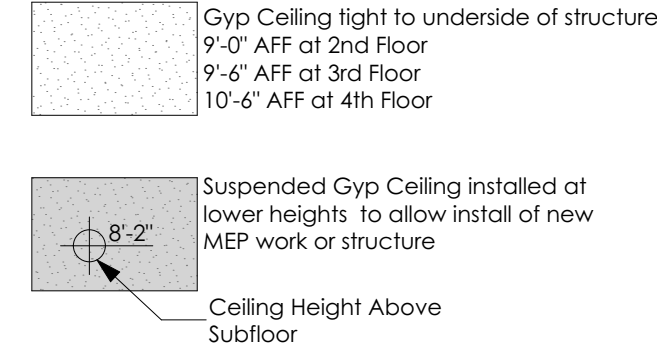 Gyp Ceiling tight to underside of structure
9'-0" AFF at 2nd Floor
9'-6" AFF at 3rd Floor
10'-6" AFF at 4th Floor
Suspended Gyp Ceiling installed at
lower heights to allow install of new
MEP work or structure
8'-2"
Ceiling Height Above
Subfloor